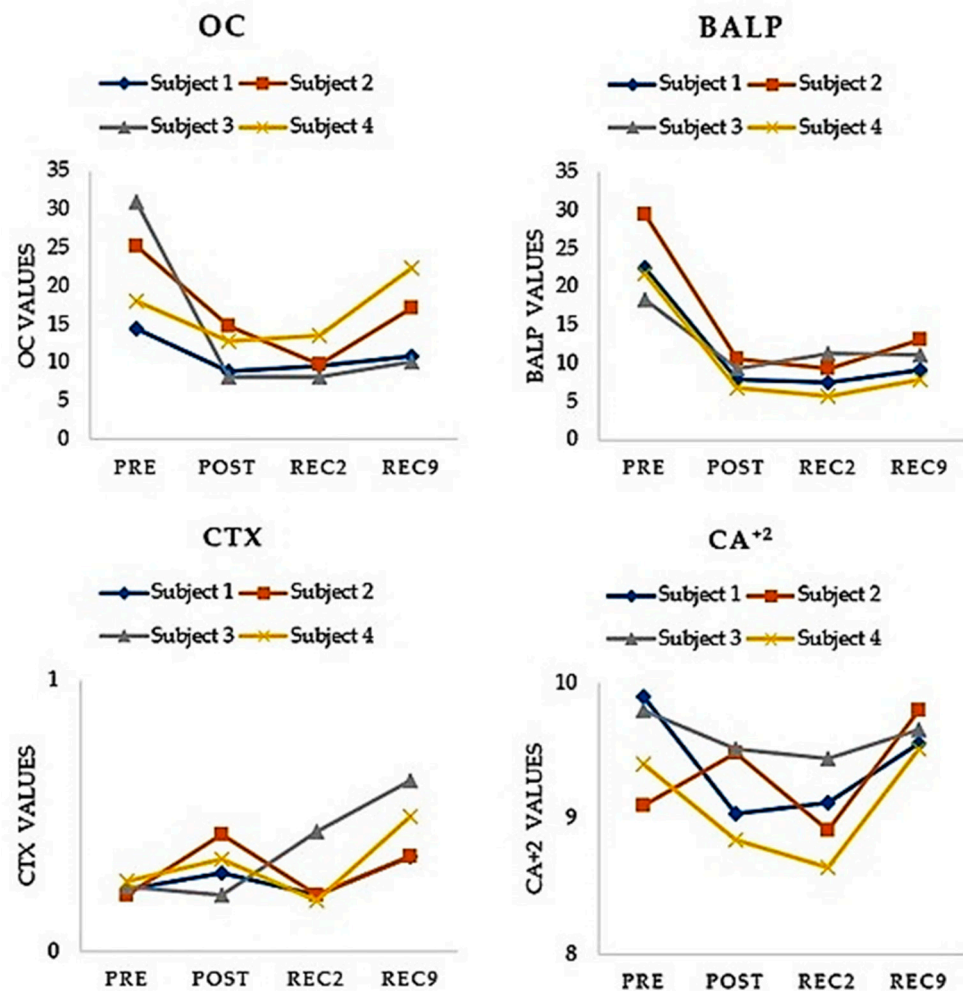 OC
Subject 1 Subject 2
Subject 3 Subject 4
35
30
25
20
15
10
5
0
OC VALUES
PRE POST REC2 REC9
BALP
Subject 1 Subject 2
Subject 3 Subject 4
35
30
25
20
15
10
5
0
BALP VALUES
PRE POST REC2 REC9
CTX
Subject 1 Subject 2
Subject 3 Subject 4
1
0
CTX VALUES
PRE POST REC2 REC9
CA⁺²
Subject 1 Subject 2
Subject 3 Subject 4
10
9
8
CA+2 VALUES
PRE POST REC2 REC9